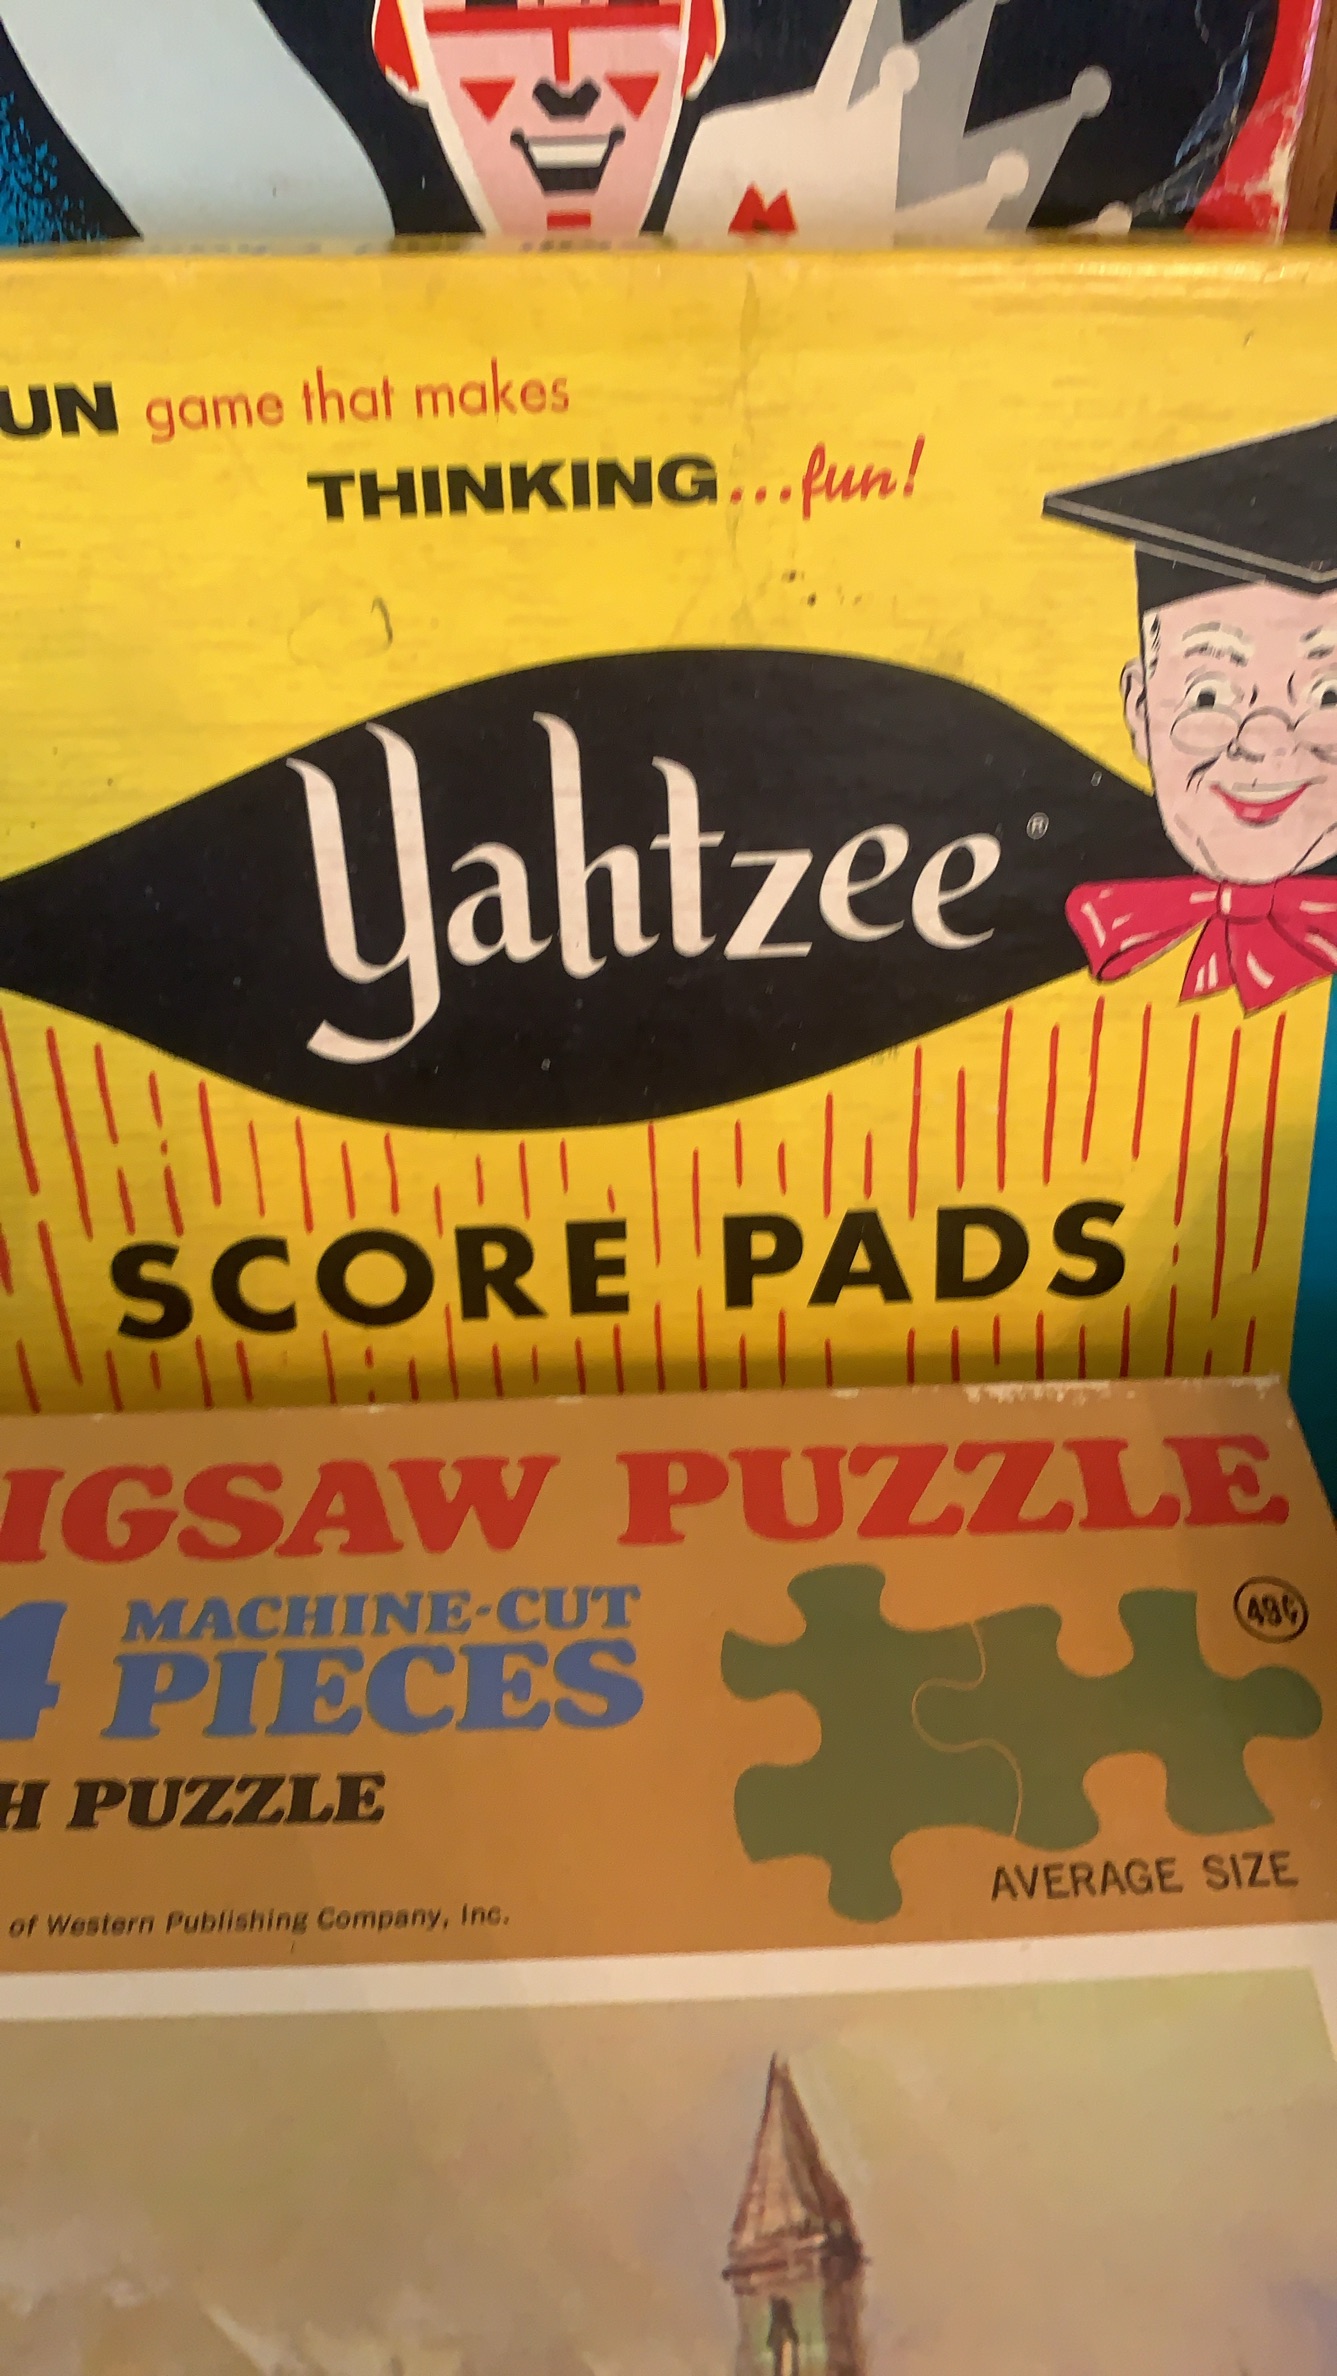 UN game that makes
THINKING...fun!
Yahtzee®
SCORE PADS
IGSAW PUZZLE
4 MACHINE-CUT
PIECES
49¢
H PUZZLE
AVERAGE SIZE
of Western Publishing Company, Inc.